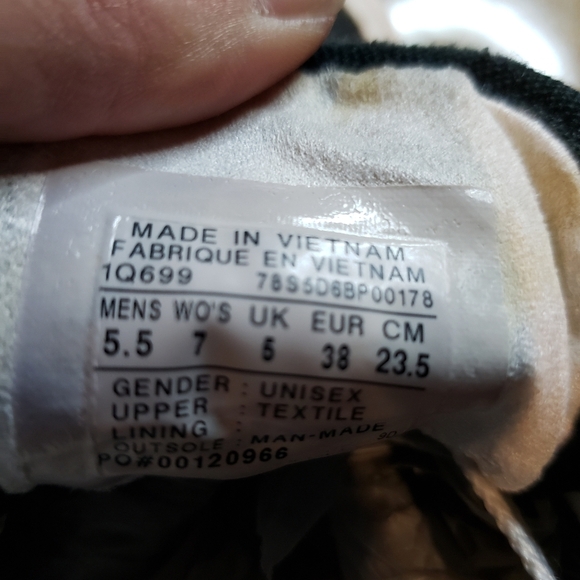 MADE IN VIETNAM
FABRIQUE EN VIETNAM
1Q699 78S5D6BP00178
MENS WO'S UK EUR CM
5.5 7 5 38 23.5
GENDER : UNISEX
UPPER : TEXTILE
LINING :
OUTSOLE : MAN-MADE
PO#00120966